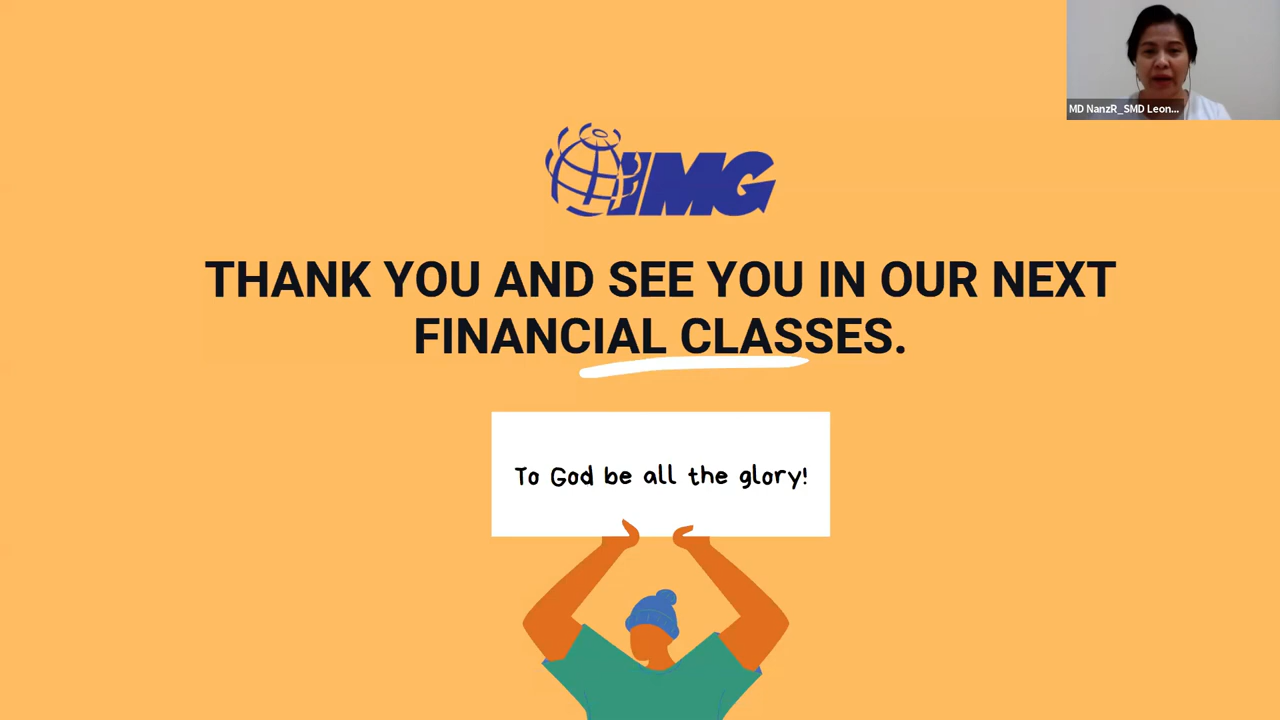 MD NanzR_SMD Leon...
IMG
THANK YOU AND SEE YOU IN OUR NEXT
FINANCIAL CLASSES.
To God be all the glory!